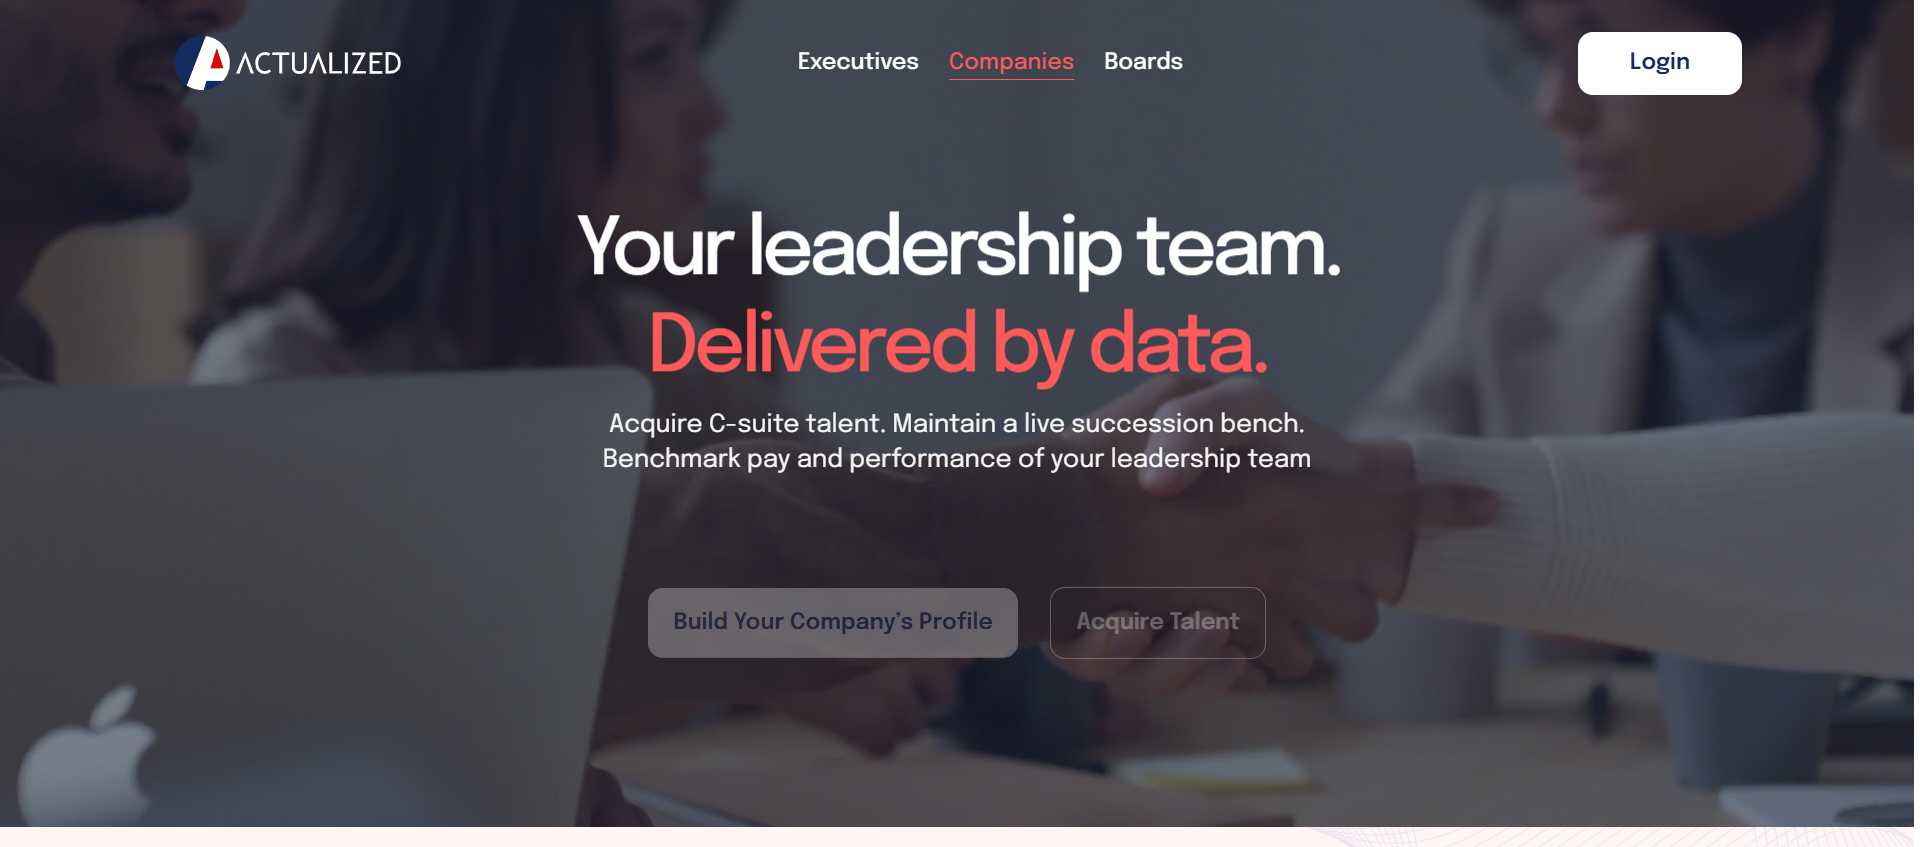 ACTUALIZED
Executives Companies Boards
Login
Your leadership team.
Delivered by data.
Acquire C-suite talent. Maintain a live succession bench.
Benchmark pay and performance of your leadership team
Build Your Company’s Profile
Acquire Talent